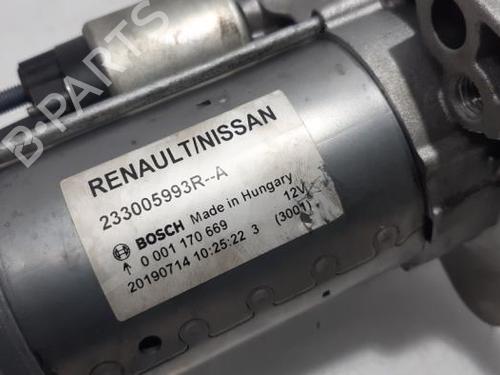 B-PARTS
RENAULT/NISSAN
233005993R--A
BOSCH Made in Hungary
0 001 170 669 12V
20190714 10:25:22 3 (3001)